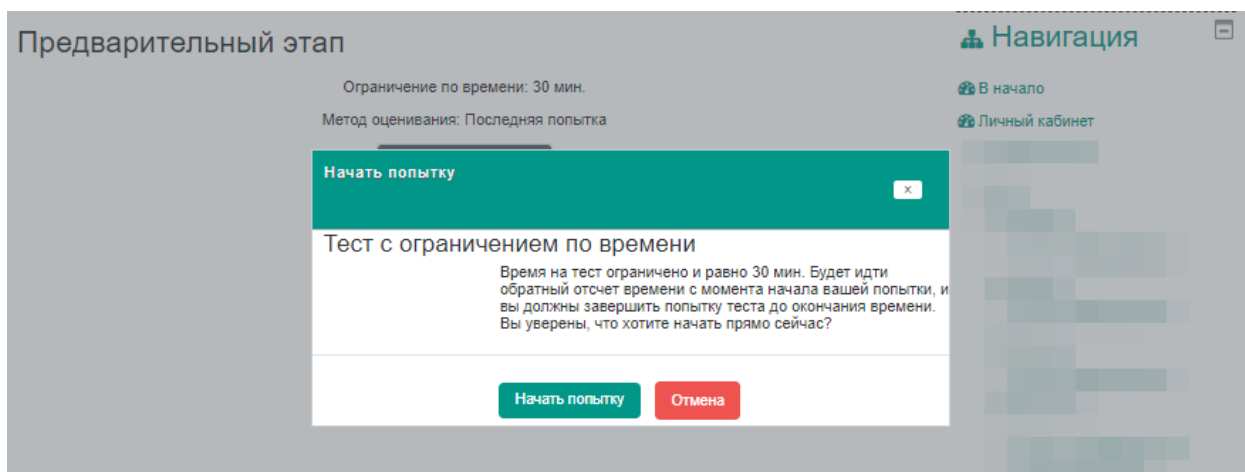 Предварительный этап
Ограничение по времени: 30 мин.
Метод оценивания: Последняя попытка
Начать попытку
x
Тест с ограничением по времени
Время на тест ограничено и равно 30 мин. Будет идти
обратный отсчет времени с момента начала вашей попытки, и
вы должны завершить попытку теста до окончания времени.
Вы уверены, что хотите начать прямо сейчас?
Начать попытку
Отмена
Навигация
В начало
Личный кабинет